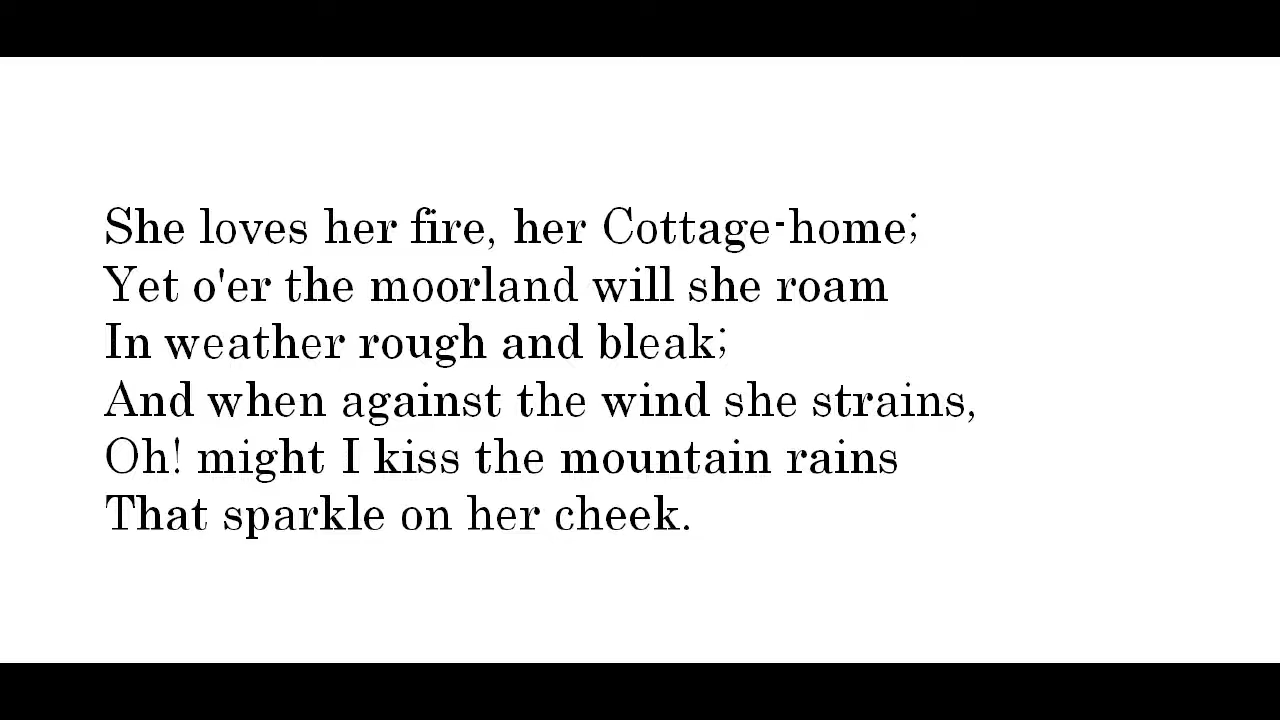 She loves her fire, her Cottage-home;
Yet o'er the moorland will she roam
In weather rough and bleak;
And when against the wind she strains,
Oh! might I kiss the mountain rains
That sparkle on her cheek.